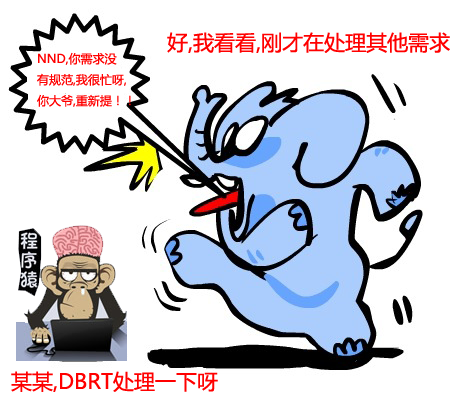 好,我看看,刚才在处理其他需求
NND,你需求没
有规范,我很忙呀,
你大爷,重新提！！
程序猿
某某,DBRT处理一下呀